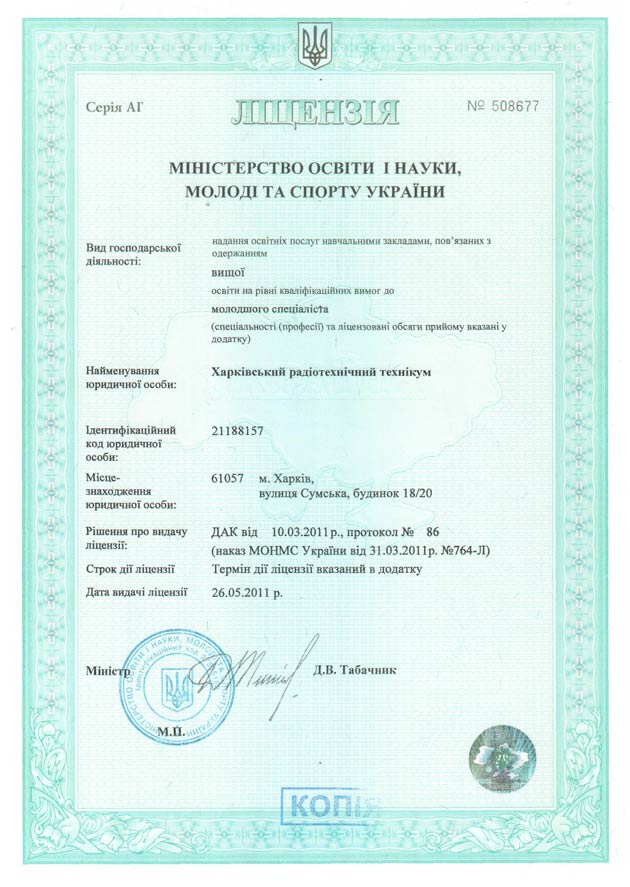 Серія АГ
ЛІЦЕНЗІЯ
№ 508677
МІНІСТЕРСТВО ОСВІТИ І НАУКИ,
МОЛОДІ ТА СПОРТУ УКРАЇНИ
Вид господарської
діяльності:
надання освітніх послуг навчальними закладами, пов’язаних з
одержанням
вищої
освіти на рівні кваліфікаційних вимог до
молодшого спеціаліста
(спеціальності (професії) та ліцензовані обсяги прийому вказані у
додатку)
Найменування
юридичної особи:
Харківський радіотехнічний технікум
Ідентифікаційний
код юридичної
особи:
21188157
Місце-
знаходження
юридичної особи:
61057 м. Харків,
вулиця Сумська, будинок 18/20
Рішення про видачу
ліцензії:
ДАК від 10.03.2011 р., протокол № 86
(наказ МОНМС України від 31.03.2011р. №764-Л)
Строк дії ліцензії
Термін дії ліцензії вказаний в додатку
Дата видачі ліцензії
26.05.2011 р.
Міністр
Д.В. Табачник
М.П.
КОПІЯ